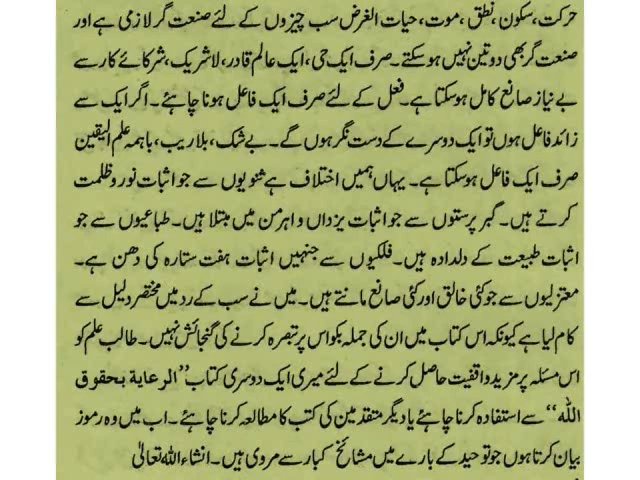 حرکت، سکون، نطق، موت، حیات الغرض سب چیزوں کے لئے صنعت گر لازمی ہے اور
صنعت گر بھی دو تین نہیں ہو سکتے۔ صرف ایک حی، ایک عالم قادر، لاشریک، شرکائے کار سے
بے نیاز صانع کامل ہو سکتا ہے۔ فعل کے لئے صرف ایک فاعل ہونا چاہئے۔ اگر ایک سے
زائد فاعل ہوں تو ایک دوسرے کے دست نگر ہوں گے۔ بے شک، بلاریب، باہمہ علم الیقین
صرف ایک فاعل ہو سکتا ہے۔ یہاں ہمیں اختلاف ہے ثنویوں سے جو اثبات نور و ظلمت
کرتے ہیں۔ گبر پرستوں سے جو اثبات یزداں و اہرمن میں مبتلا ہیں۔ طباعیوں سے جو
اثبات طبیعت کے دلدادہ ہیں۔ فلکیوں سے جنہیں اثبات ہفت ستارہ کی دھن ہے۔
معتزلیوں سے جو کئی خالق اور کئی صانع مانتے ہیں۔ میں نے سب کے رد میں مختصر دلیل سے
کام لیا ہے کیونکہ اس کتاب میں ان کی جملہ بکواس پر تبصرہ کرنے کی گنجائش نہیں۔ طالب علم کو
اس مسئلہ پر مزید واقفیت حاصل کرنے کے لئے میری ایک دوسری کتاب ”الرعایة بحقوق
اللہ“ سے استفادہ کرنا چاہئے یا دیگر متقدمین کی کتب کا مطالعہ کرنا چاہئے۔ اب میں وہ رموز
بیان کرتا ہوں جو توحید کے بارے میں مشائخ کبار سے مروی ہیں۔ انشاء اللہ تعالیٰ